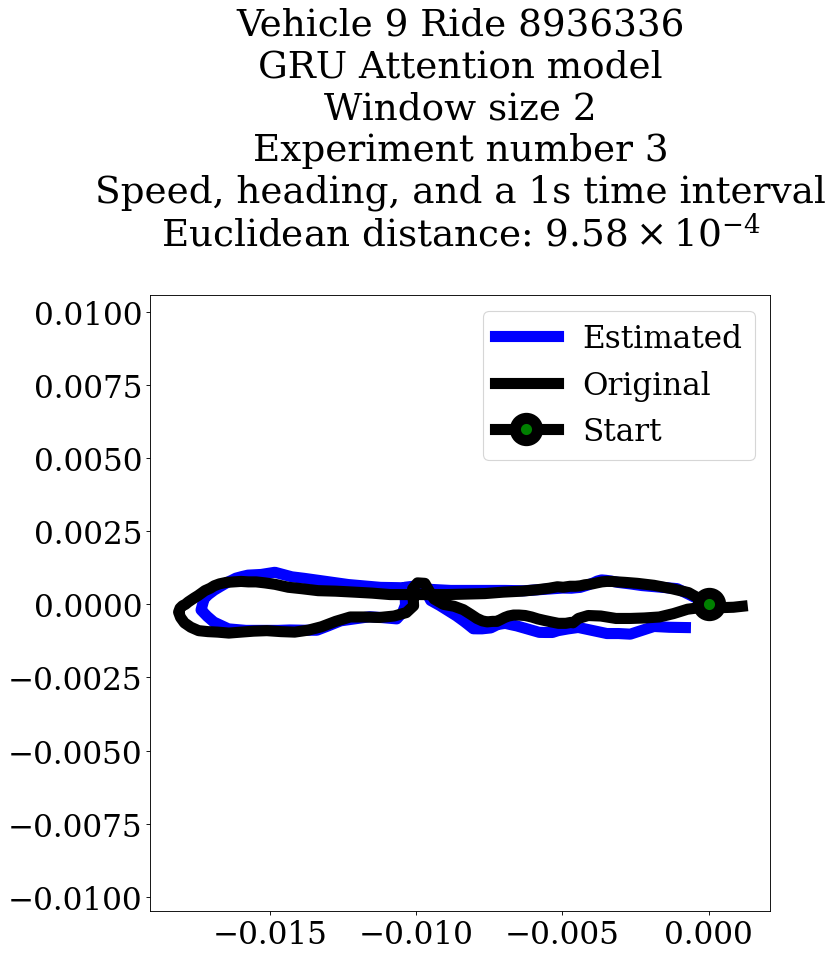 Vehicle 9 Ride 8936336
GRU Attention model
Window size 2
Experiment number 3
Speed, heading, and a 1s time interval
Euclidean distance: 9.58 × 10⁻⁴
0.0100
0.0075
0.0050
0.0025
0.0000
−0.0025
−0.0050
−0.0075
−0.0100
Estimated
Original
Start
−0.015
−0.010
−0.005
0.000